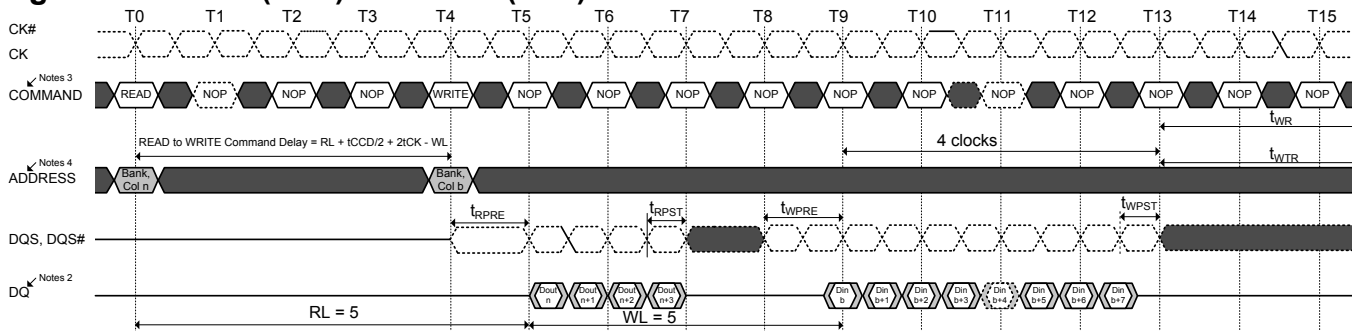 T0 T1 T2 T3 T4 T5 T6 T7 T8 T9 T10 T11 T12 T13 T14 T15
CK#
CK
Notes 3
COMMAND
READ NOP NOP NOP WRITE NOP NOP NOP NOP NOP NOP NOP NOP NOP NOP NOP
READ to WRITE Command Delay = RL + tCCD/2 + 2tCK - WL
4 clocks
tWR
tWTR
Notes 4
ADDRESS
Bank, Col n
Bank, Col b
tRPRE
tRPST
tWPRE
tWPST
DQS, DQS#
Notes 2
DQ
Dout n
Dout n+1
Dout n+2
Dout n+3
Din b
Din b+1
Din b+2
Din b+3
Din b+4
Din b+5
Din b+6
Din b+7
RL = 5
WL = 5